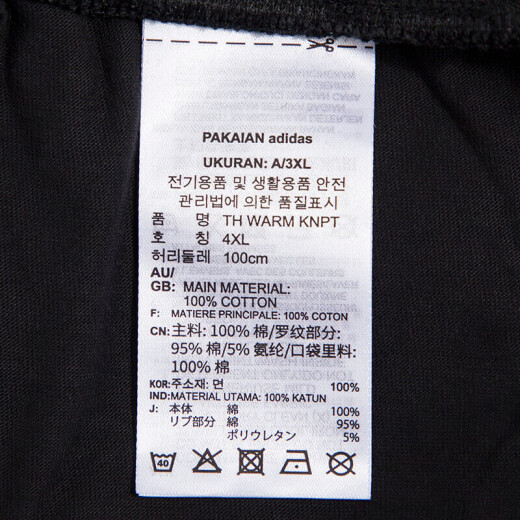 PAKAIAN adidas
UKURAN: A/3XL
전기용품 및 생활용품 안전
관리법에 의한 품질표시
품 명 TH WARM KNPT
호 칭 4XL
허리둘레 100cm
AU/
GB: MAIN MATERIAL:
100% COTTON
F: MATIERE PRINCIPALE: 100% COTON
CN: 主料: 100% 棉/罗纹部分:
95% 棉/5% 氨纶/口袋里料:
100% 棉
KOR: 주소재: 면 100%
IND: MATERIAL UTAMA: 100% KATUN
J: 本体 綿 100%
リブ部分 綿 95%
ポリウレタン 5%
40